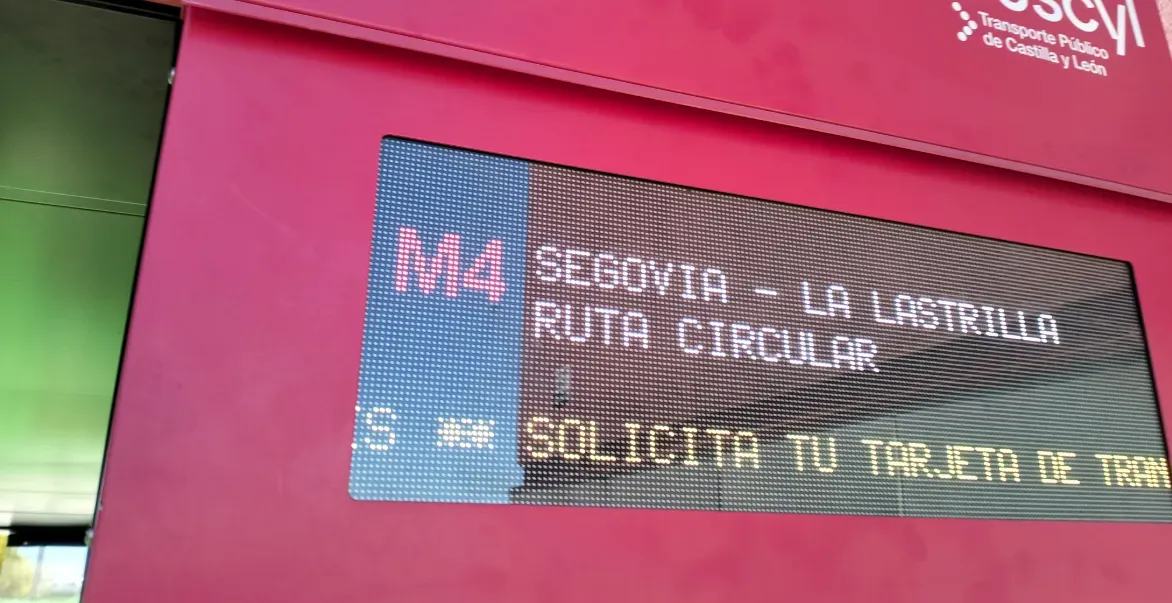 Transporte Público
de Castilla y León
M4
SEGOVIA - LA LASTRILLA
RUTA CIRCULAR
S ** SOLICITA TU TARJETA DE TRAN